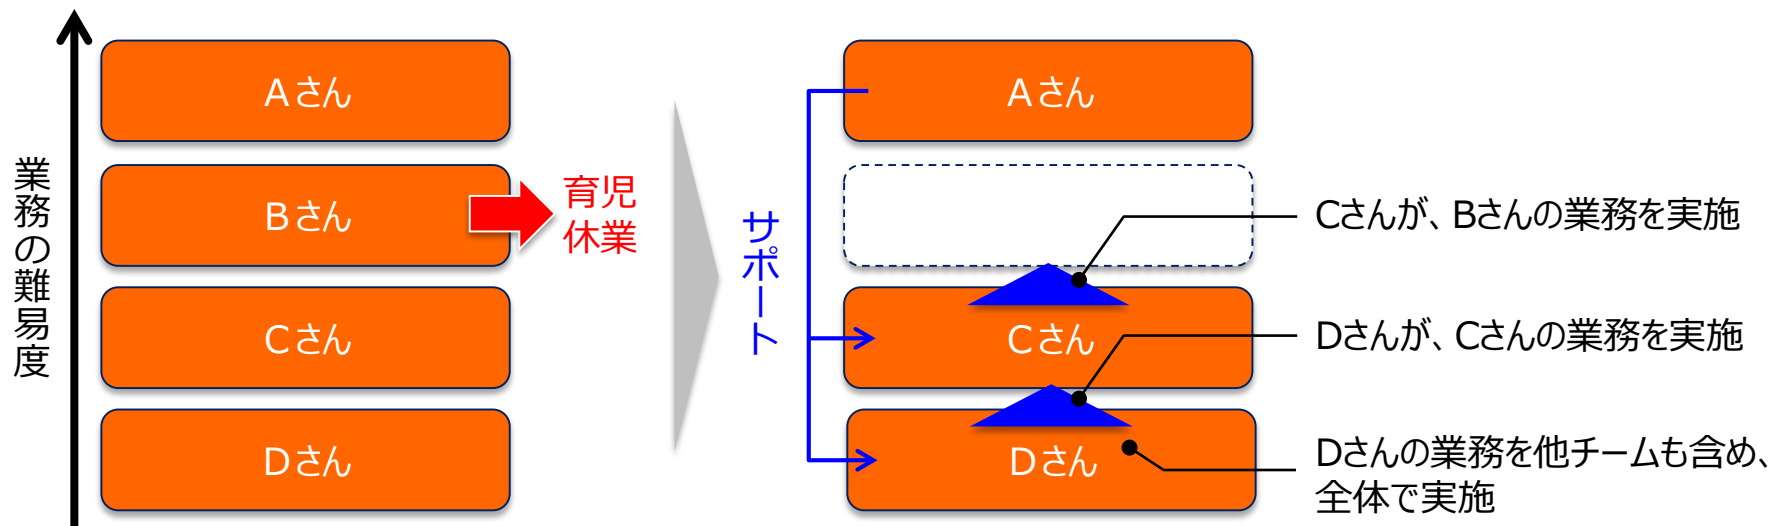 業務の難易度
Aさん
Bさん
育児
休業
Cさん
Dさん
サポート
Aさん
Cさん
Dさん
Cさんが、Bさんの業務を実施
Dさんが、Cさんの業務を実施
Dさんの業務を他チームも含め、
全体で実施